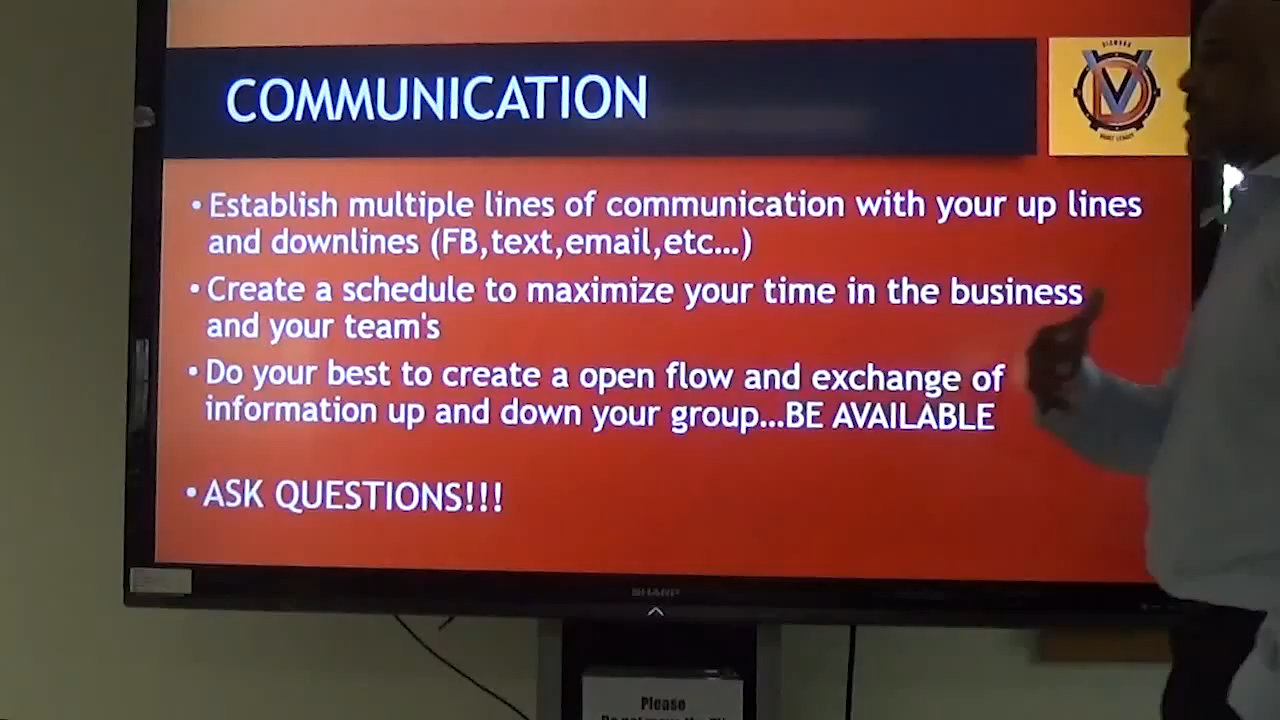 COMMUNICATION
• Establish multiple lines of communication with your up lines
and downlines (FB,text,email,etc...)
• Create a schedule to maximize your time in the business
and your team's
• Do your best to create a open flow and exchange of
information up and down your group...BE AVAILABLE
• ASK QUESTIONS!!!
SHARP
Please